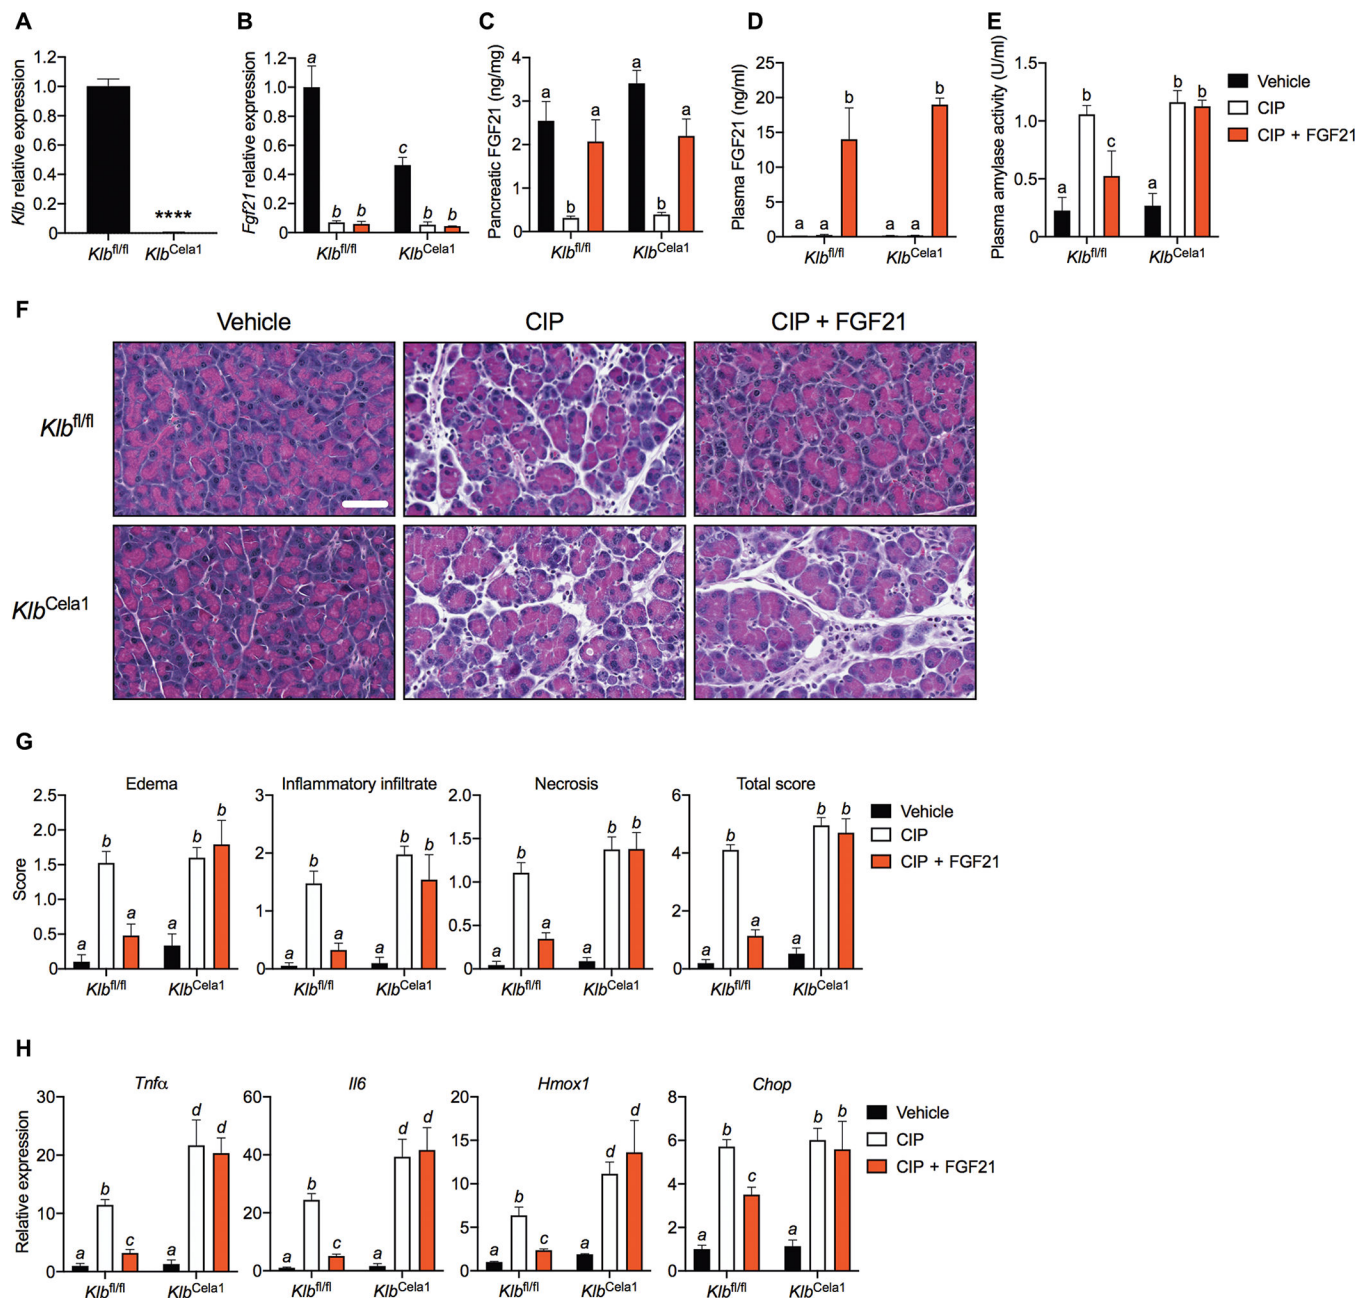 A
Klb relative expression
1.2
1.0
0.8
0.6
0.4
0.2
0
****
Klbfl/fl
KlbCela1
B
Fgf21 relative expression
1.2
1.0
0.8
0.6
0.4
0.2
0
a
b
b
c
b
b
Klbfl/fl
KlbCela1
C
Pancreatic FGF21 (ng/mg)
4
3
2
1
0
a
b
a
a
b
a
Klbfl/fl
KlbCela1
D
Plasma FGF21 (ng/ml)
25
20
15
10
5
0
a
a
b
a
a
b
Klbfl/fl
KlbCela1
E
Plasma amylase activity (U/ml)
1.5
1.0
0.5
0
a
b
c
a
b
b
Klbfl/fl
KlbCela1
Vehicle
CIP
CIP + FGF21
F
Vehicle
CIP
CIP + FGF21
Klbfl/fl
KlbCela1
G
Edema
Score
2.5
2.0
1.5
1.0
0.5
0
a
b
a
a
b
b
Klbfl/fl
KlbCela1
Inflammatory infiltrate
3
2
1
0
a
b
a
a
b
b
Klbfl/fl
KlbCela1
Necrosis
2.0
1.5
1.0
0.5
0
a
b
a
a
b
b
Klbfl/fl
KlbCela1
Total score
6
4
2
0
a
b
a
a
b
b
Klbfl/fl
KlbCela1
Vehicle
CIP
CIP + FGF21
H
Tnfα
Relative expression
30
20
10
0
a
b
c
a
d
d
Klbfl/fl
KlbCela1
Il6
60
40
20
0
a
b
c
a
d
d
Klbfl/fl
KlbCela1
Hmox1
20
15
10
5
0
a
b
c
a
d
d
Klbfl/fl
KlbCela1
Chop
8
6
4
2
0
a
b
c
a
b
b
Klbfl/fl
KlbCela1
Vehicle
CIP
CIP + FGF21